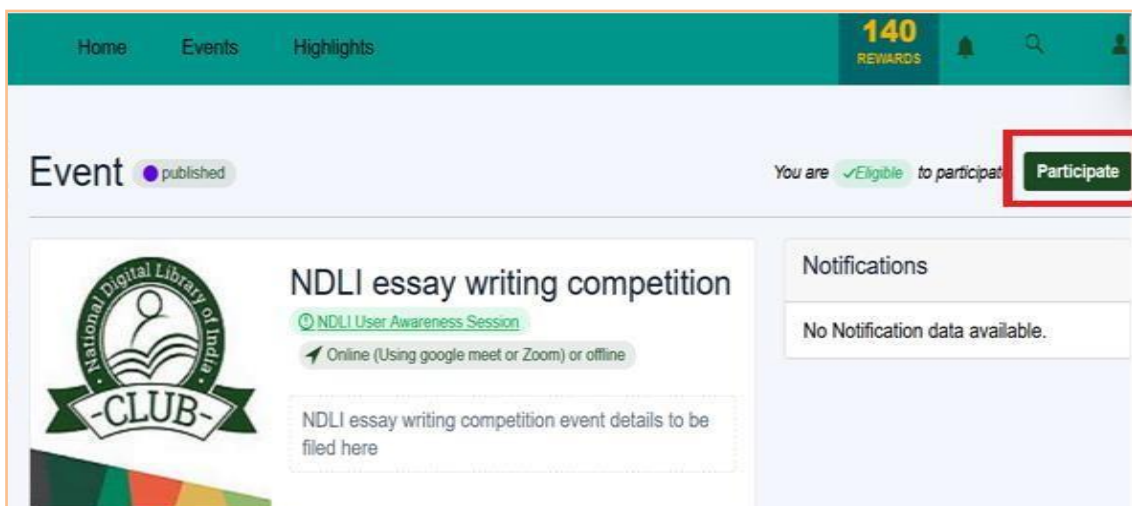 Home Events Highlights 140
REWARDS
Event published
You are ✓Eligible to participat Participate
National Digital Library of India
-CLUB-
NDLI essay writing competition
NDLI User Awareness Session
Online (Using google meet or Zoom) or offline
NDLI essay writing competition event details to be
filed here
Notifications
No Notification data available.